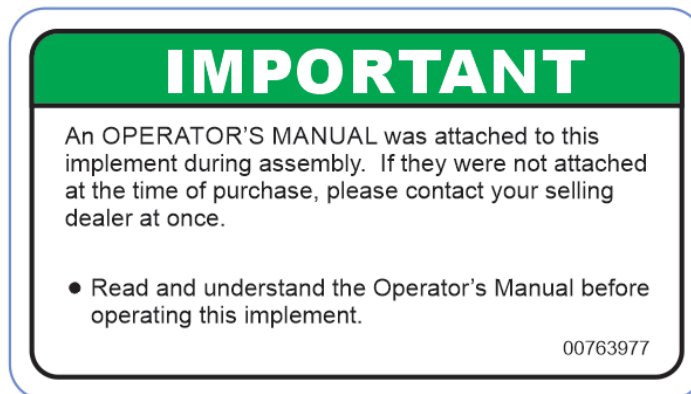 IMPORTANT
An OPERATOR’S MANUAL was attached to this
implement during assembly.  If they were not attached
at the time of purchase, please contact your selling
dealer at once.
● Read and understand the Operator’s Manual before
operating this implement.
00763977